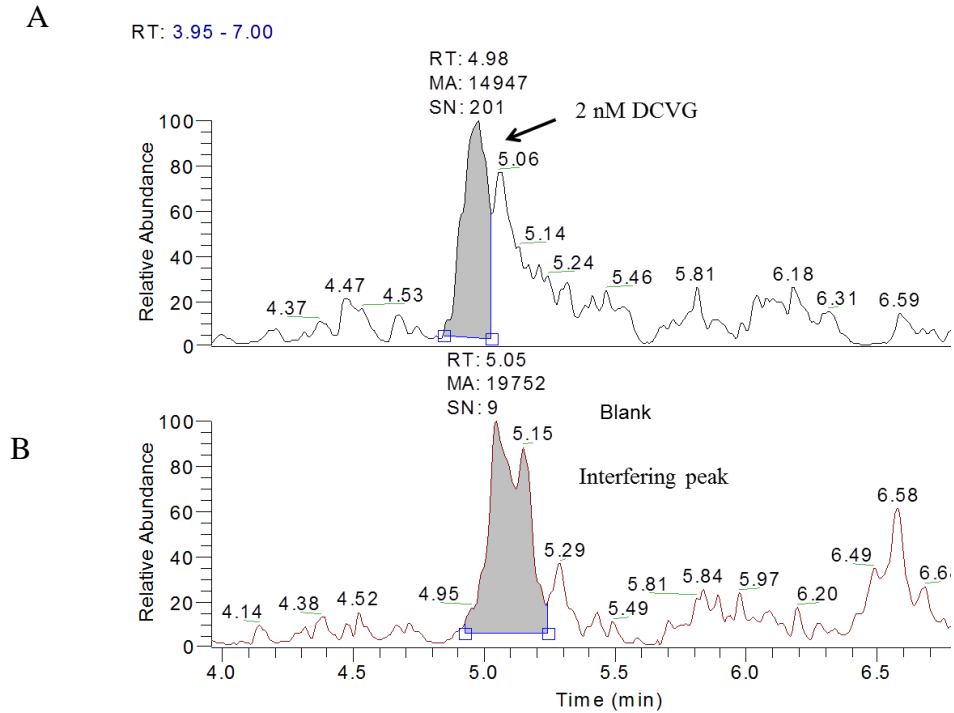 A
RT: 3.95 - 7.00
RT: 4.98
MA: 14947
SN: 201
2 nM DCVG
100
80
60
40
20
0
Relative Abundance
4.37
4.47
4.53
5.06
5.14
5.24
5.46
5.81
6.18
6.31
6.59
B
RT: 5.05
MA: 19752
SN: 9
Blank
Interfering peak
100
80
60
40
20
0
Relative Abundance
4.14
4.38
4.52
4.95
5.15
5.29
5.49
5.81
5.84
5.97
6.20
6.49
6.58
4.0
4.5
5.0
5.5
6.0
6.5
Time (min)